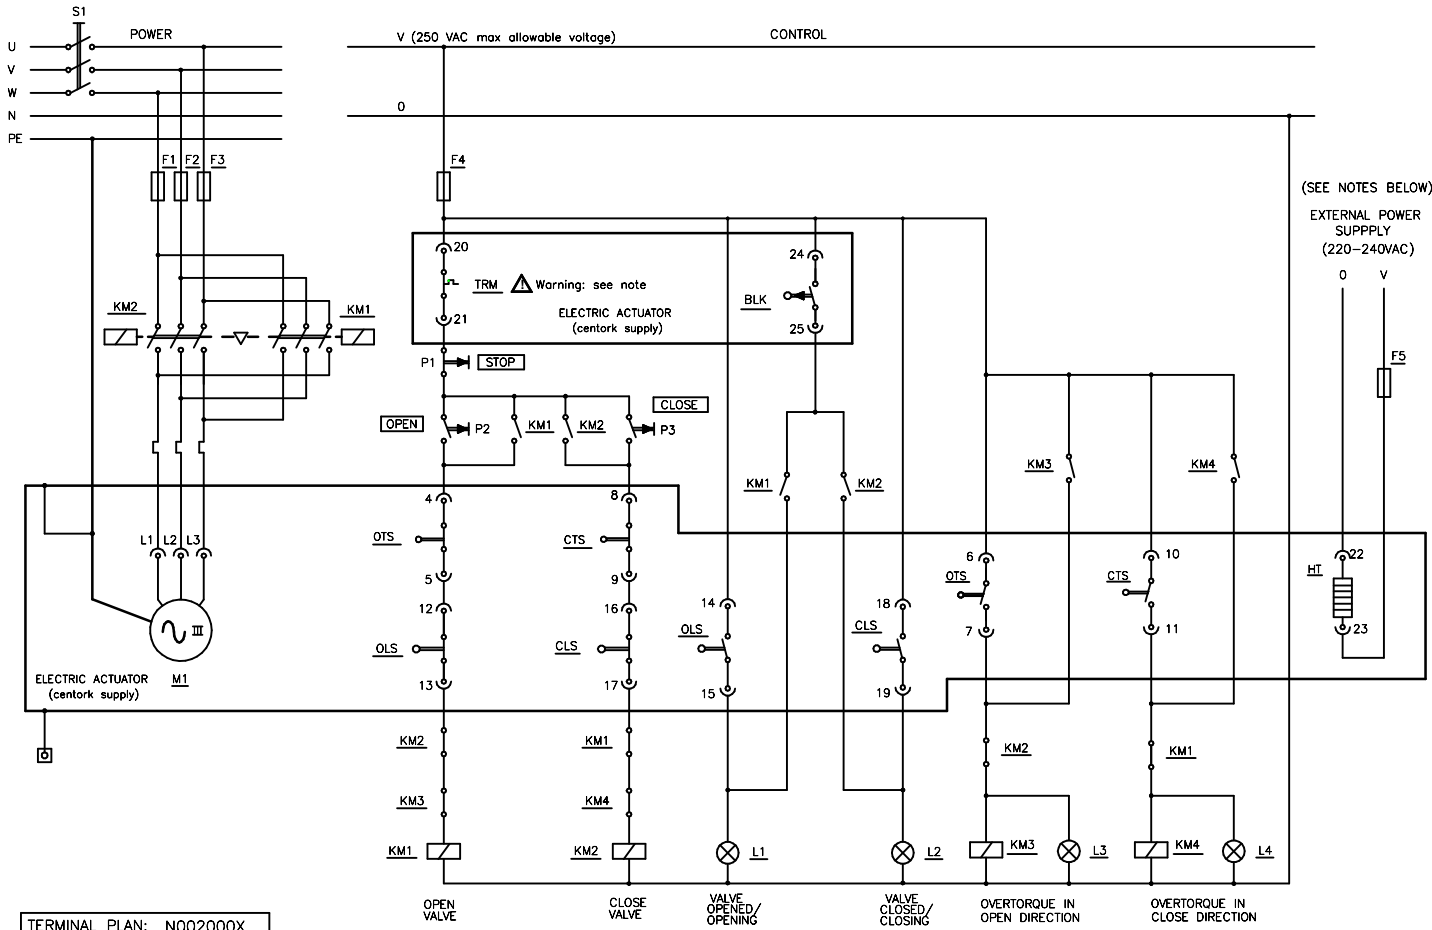 S1
POWER
V (250 VAC max allowable voltage)
CONTROL
U
V
W
N
PE
0
F1 F2 F3
F4
(SEE NOTES BELOW)
EXTERNAL POWER
SUPPPLY
(220-240VAC)
0 V
20
24
TRM
Warning: see note
BLK
ELECTRIC ACTUATOR
(centork supply)
21
25
KM2
KM1
P1
STOP
F5
CLOSE
OPEN
P2
KM1
KM2
P3
KM3
KM4
KM1
KM2
4
8
L1 L2 L3
OTS
CTS
6
10
22
5
9
OTS
CTS
HT
12
16
14
18
7
11
23
III
OLS
CLS
OLS
CLS
ELECTRIC ACTUATOR
(centork supply)
M1
13
17
15
19
KM2
KM1
KM2
KM1
KM3
KM4
KM1
KM2
L1
L2
KM3
L3
KM4
L4
OPEN
VALVE
CLOSE
VALVE
VALVE
OPENED/
OPENING
VALVE
CLOSED/
CLOSING
OVERTORQUE IN
OPEN DIRECTION
OVERTORQUE IN
CLOSE DIRECTION
TERMINAL PLAN: N002000X